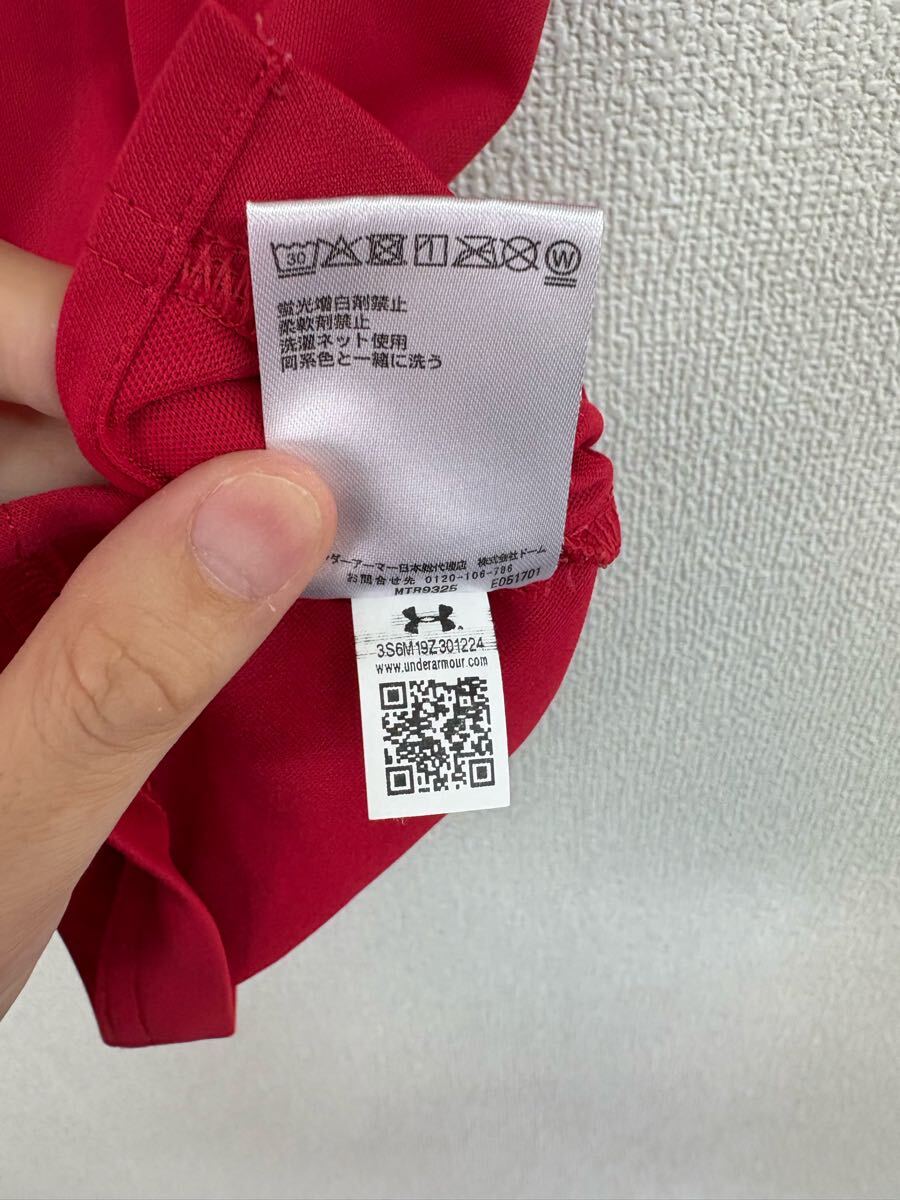 30
W
蛍光増白剤禁止
柔軟剤禁止
洗濯ネット使用
同系色と一緒に洗う
ダーアーマー日本総代理店 株式会社ドーム
お問合せ先 0120-106-786
MTR9325 E051701
3S6M19Z301224
www.underarmour.com